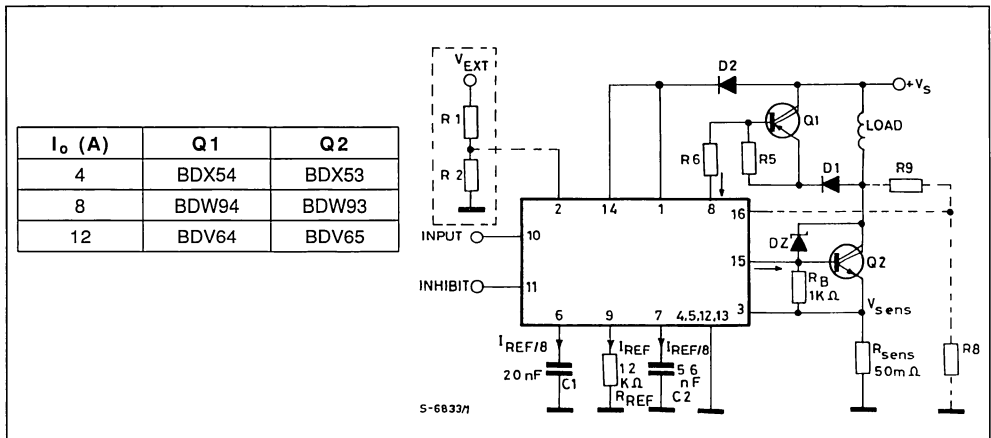 I₀ (A) Q1 Q2
4 BDX54 BDX53
8 BDW94 BDW93
12 BDV64 BDV65
VEXT
R1
R2
D2
+Vs
Q1
LOAD
R6
R5
D1
R9
2 14 1 8
16
INPUT
10
DZ
15
Q2
INHIBIT
11
RB
1KΩ
3
Vsens
6 9 7 4,5,12,13
IREF/8
IREF
IREF/8
20nF
C1
12
KΩ
RREF
56
nF
C2
Rsens
50mΩ
R8
S-6833/1